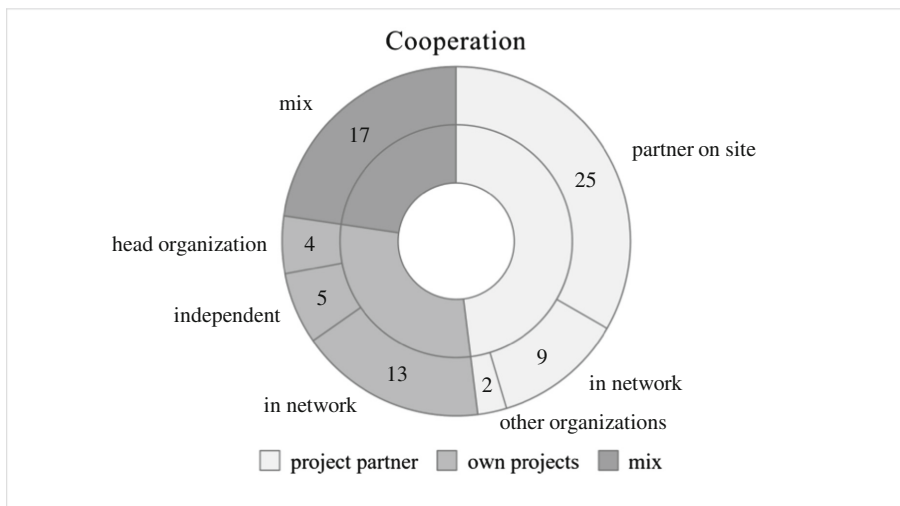 Cooperation
mix
17
partner on site
25
head organization
4
independent
5
in network
13
2
9
in network
other organizations
project partner own projects mix